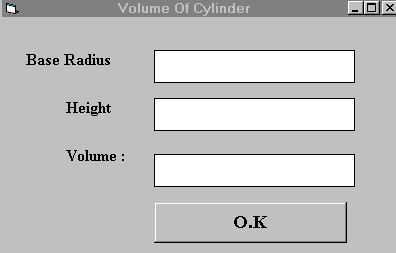 Volume Of Cylinder
Base Radius
Height
Volume :
O.K